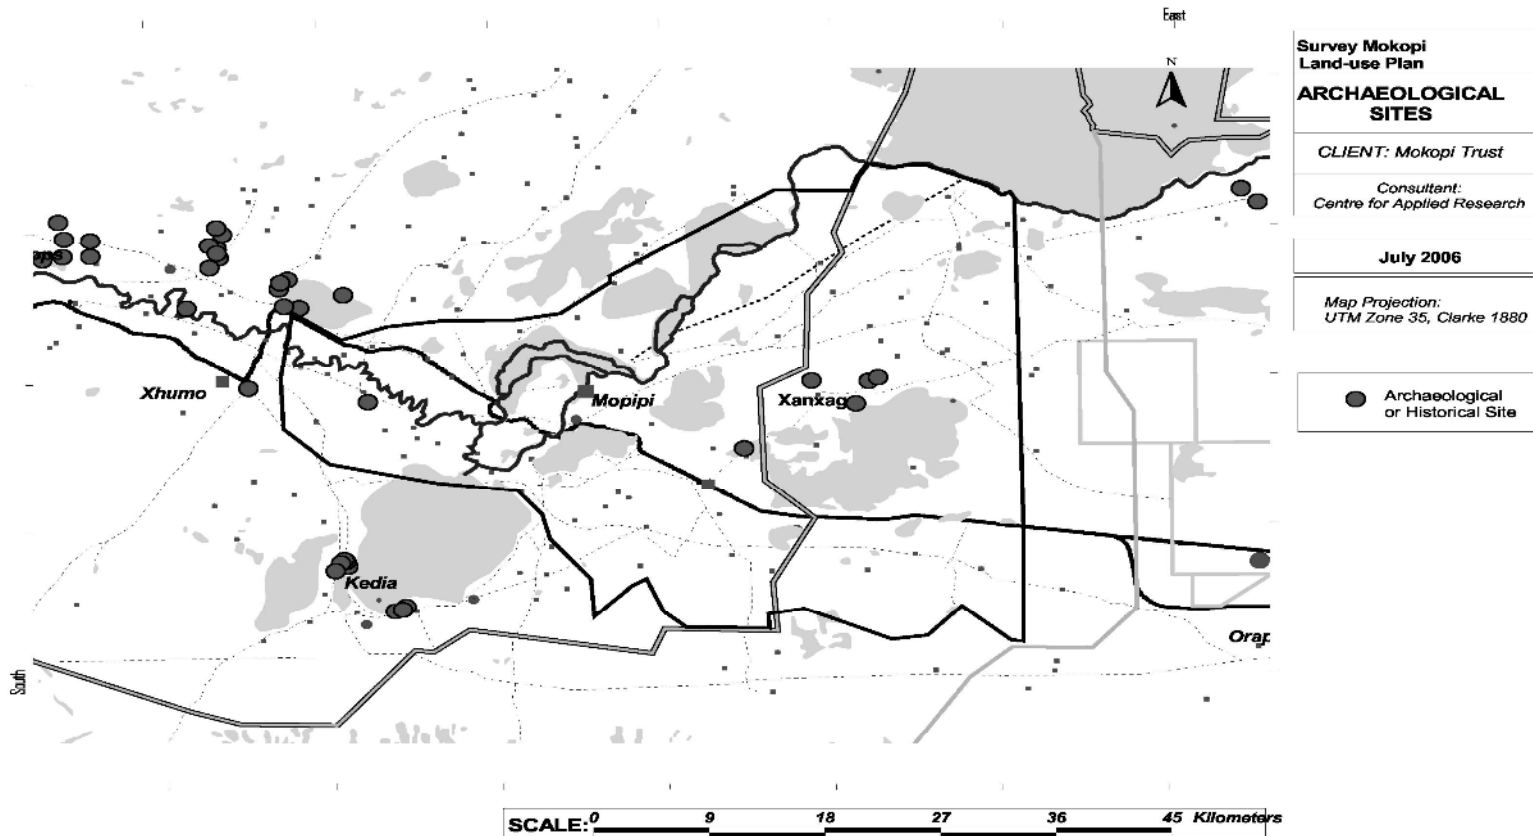 East
Survey Mokopi
Land-use Plan
ARCHAEOLOGICAL
SITES
CLIENT: Mokopi Trust
Consultant:
Centre for Applied Research
July 2006
Map Projection:
UTM Zone 35, Clarke 1880
Archaeological
or Historical Site
N
ops
Xhumo
Mopipi
Xanxag
Kedia
Orap
South
SCALE: 0 9 18 27 36 45 Kilometers